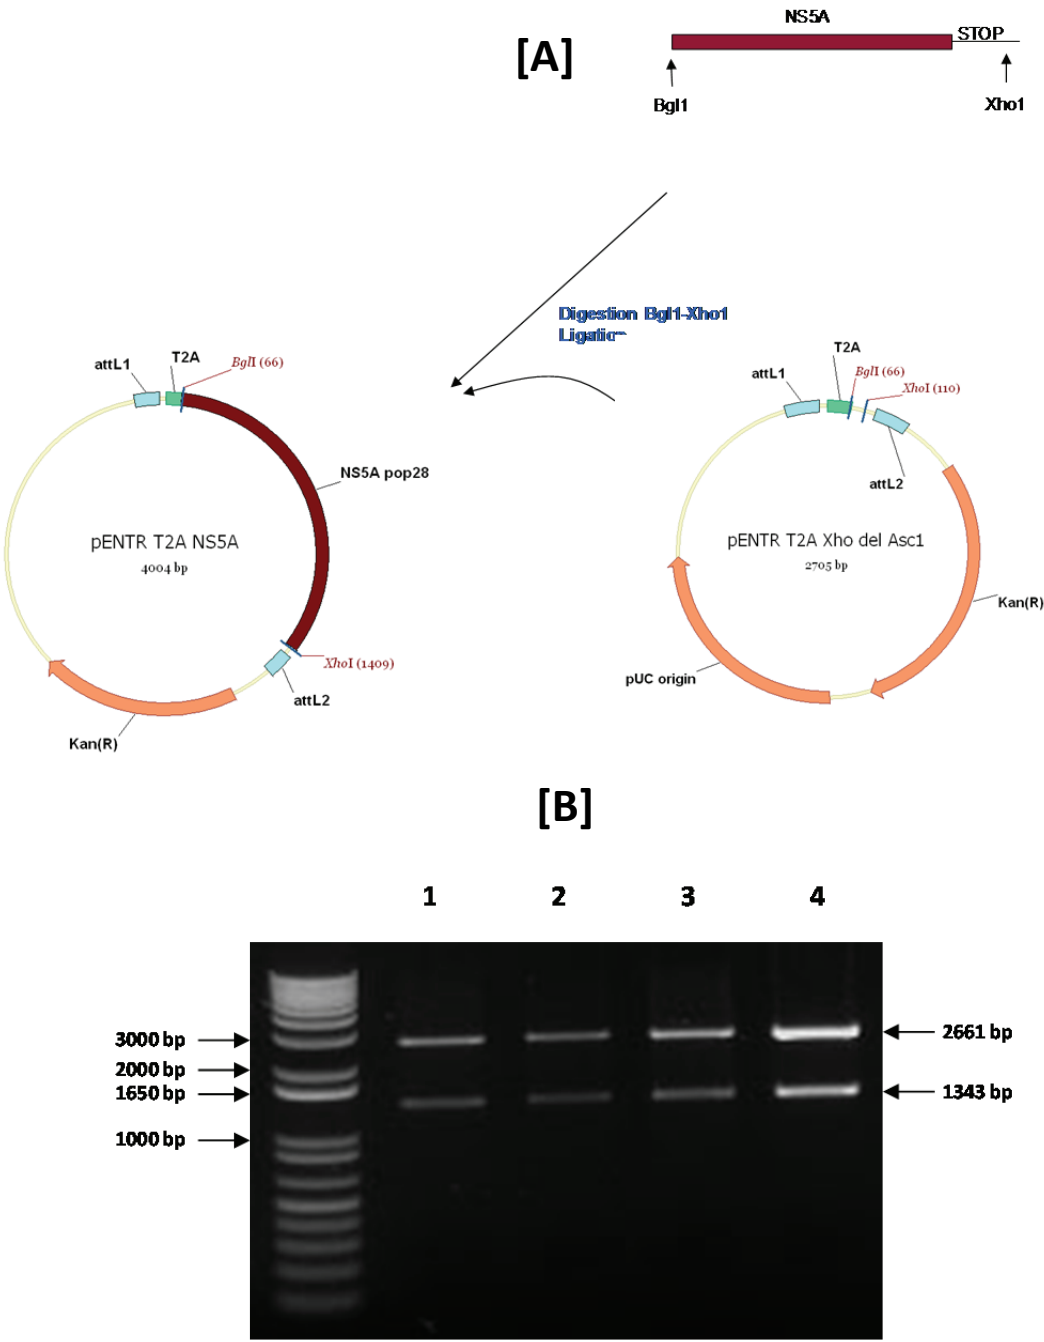 NS5A
[A]
STOP
Bgl1
Xho1
Digestion Bgl1-Xho1
attL1
T2A
BglI (66)
NS5A pop28
pENTR T2A NS5A
4004 bp
XhoI (1409)
attL2
Kan(R)
T2A
attL1
BglI (66)
XhoI (110)
attL2
pENTR T2A Xho del Asc1
2705 bp
Kan(R)
pUC origin
[B]
1 2 3 4
3000 bp
2661 bp
2000 bp
1650 bp
1343 bp
1000 bp